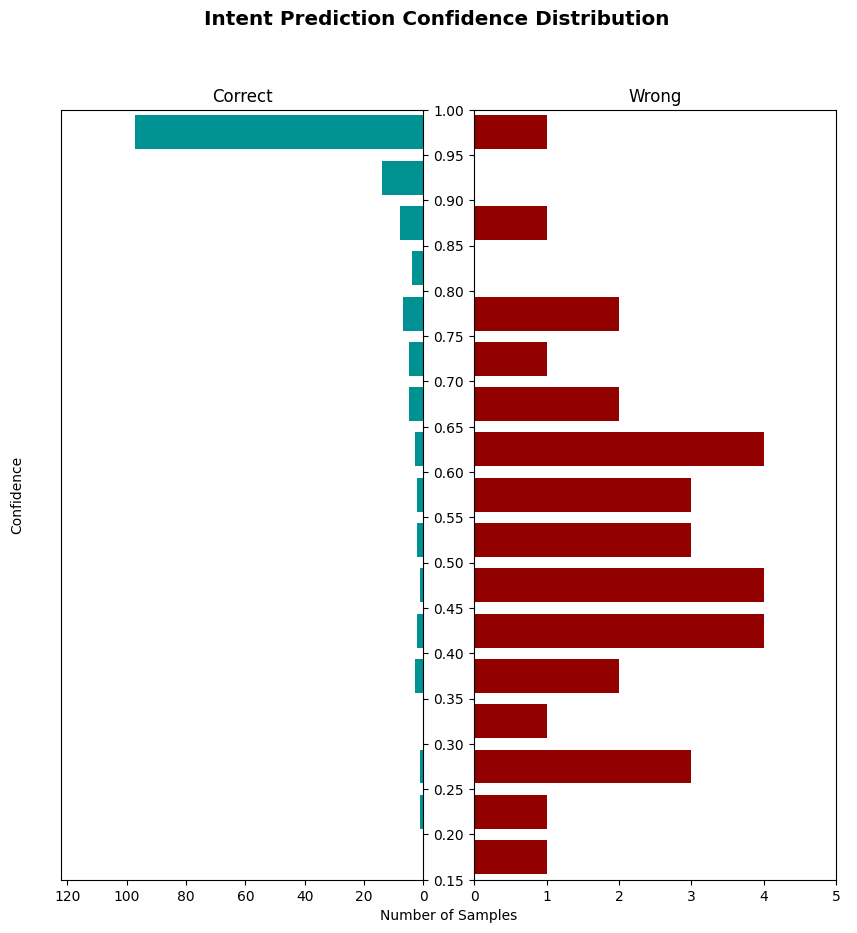 Intent Prediction Confidence Distribution
Correct
Wrong
1.00
0.95
0.90
0.85
0.80
0.75
0.70
0.65
0.60
0.55
0.50
0.45
0.40
0.35
0.30
0.25
0.20
0.15
Confidence
120 100 80 60 40 20 0
0 1 2 3 4 5
Number of Samples